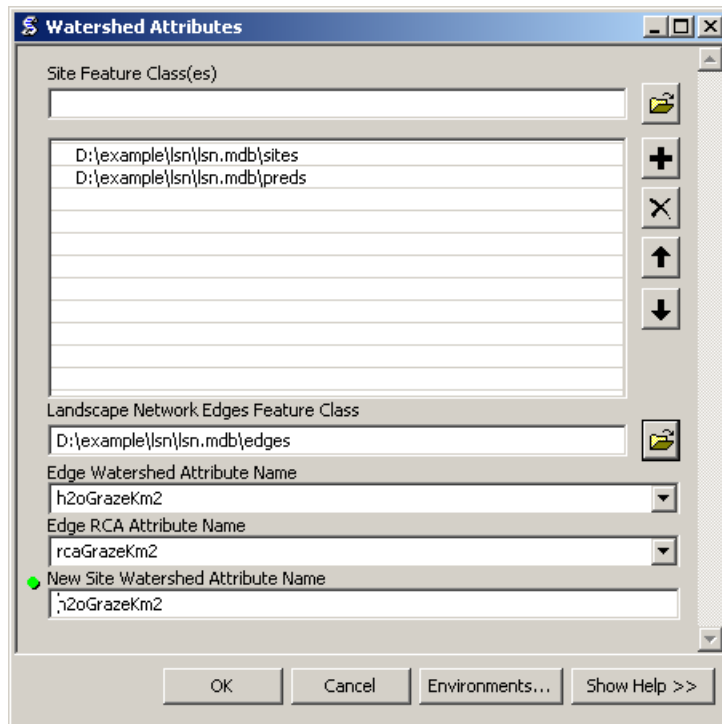 Watershed Attributes
Site Feature Class(es)
D:\example\lsn\lsn.mdb\sites
D:\example\lsn\lsn.mdb\preds
Landscape Network Edges Feature Class
D:\example\lsn\lsn.mdb\edges
Edge Watershed Attribute Name
h2oGrazeKm2
Edge RCA Attribute Name
rcaGrazeKm2
New Site Watershed Attribute Name
h2oGrazeKm2
OK Cancel Environments... Show Help >>